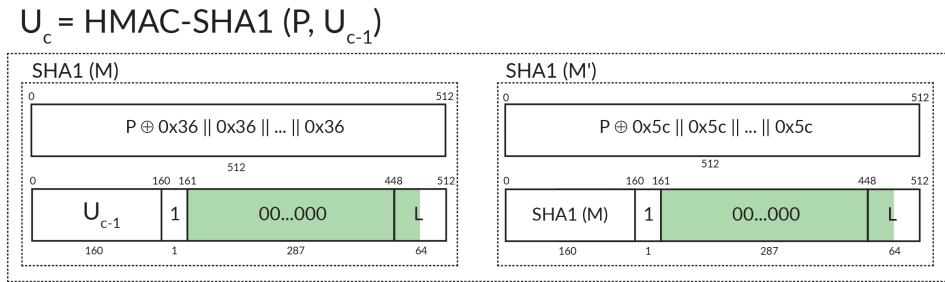 U_c = HMAC-SHA1 (P, U_c-1)
SHA1 (M)
0 512
P ⊕ 0x36 || 0x36 || ... || 0x36
512
0 160 161 448 512
U_c-1 1 00...000 L
160 1 287 64
SHA1 (M')
0 512
P ⊕ 0x5c || 0x5c || ... || 0x5c
512
0 160 161 448 512
SHA1 (M) 1 00...000 L
160 1 287 64